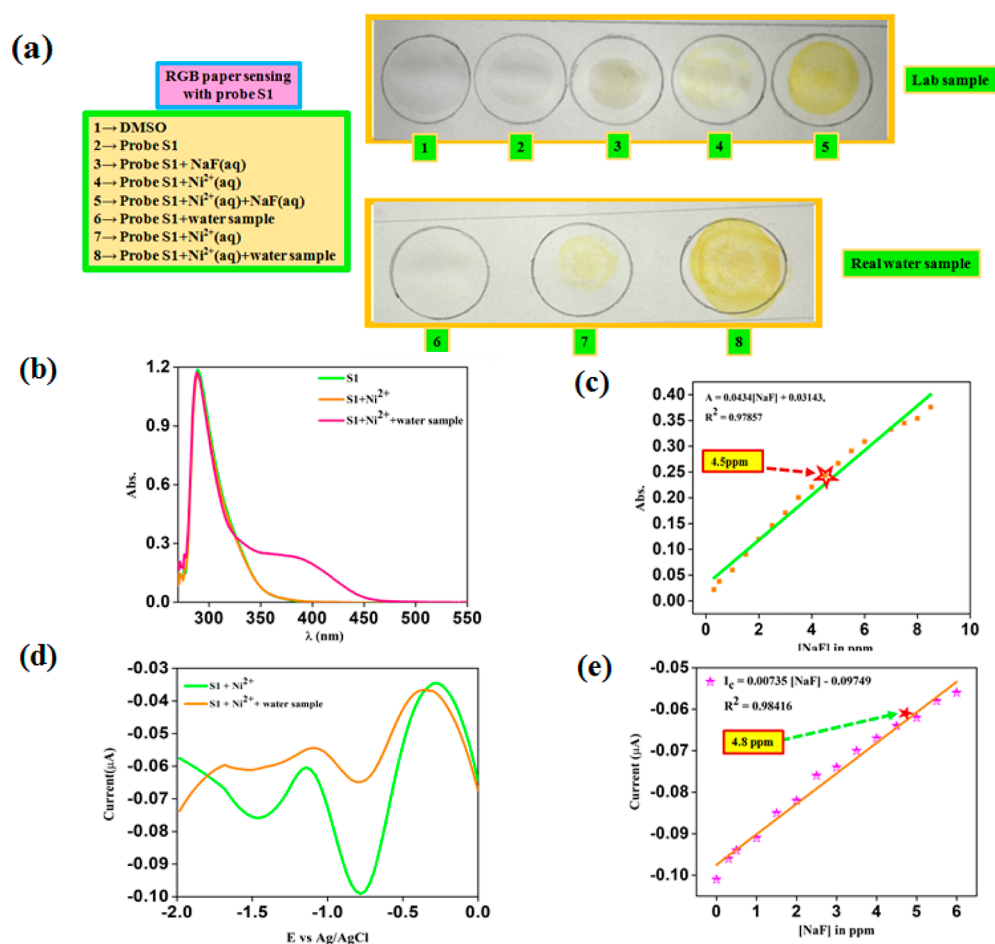 (a)
RGB paper sensing
with probe S1
1→ DMSO
2→ Probe S1
3→ Probe S1+ NaF(aq)
4→ Probe S1+Ni²⁺(aq)
5→ Probe S1+Ni²⁺(aq)+NaF(aq)
6→ Probe S1+water sample
7→ Probe S1+Ni²⁺(aq)
8→ Probe S1+Ni²⁺(aq)+water sample
1 2 3 4 5
Lab sample
6 7 8
Real water sample
(b)
S1
S1+Ni²⁺
S1+Ni²⁺+water sample
Abs.
1.2
0.9
0.6
0.3
0.0
300 350 400 450 500 550
λ (nm)
(c)
A = 0.0434[NaF] + 0.03143,
R² = 0.97857
4.5ppm
Abs.
0.40
0.35
0.30
0.25
0.20
0.15
0.10
0.05
0.00
0 2 4 6 8 10
[NaF] in ppm
(d)
S1 + Ni²⁺
S1 + Ni²⁺ + water sample
Current(µA)
-0.03
-0.04
-0.05
-0.06
-0.07
-0.08
-0.09
-0.10
-2.0 -1.5 -1.0 -0.5 0.0
E vs Ag/AgCl
(e)
I_c = 0.00735 [NaF] - 0.09749
R² = 0.98416
4.8 ppm
Current (µA)
-0.05
-0.06
-0.07
-0.08
-0.09
-0.10
0 1 2 3 4 5 6
[NaF] in ppm